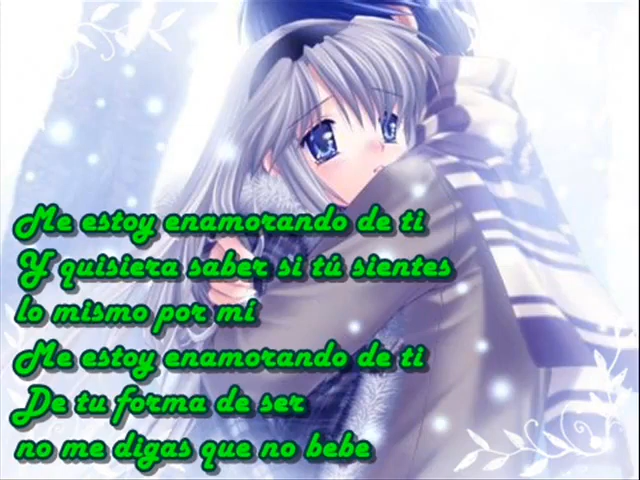 Me estoy enamorando de ti
Y quisiera saber si tú sientes
lo mismo por mí
Me estoy enamorando de ti
De tu forma de ser
no me digas que no bebe